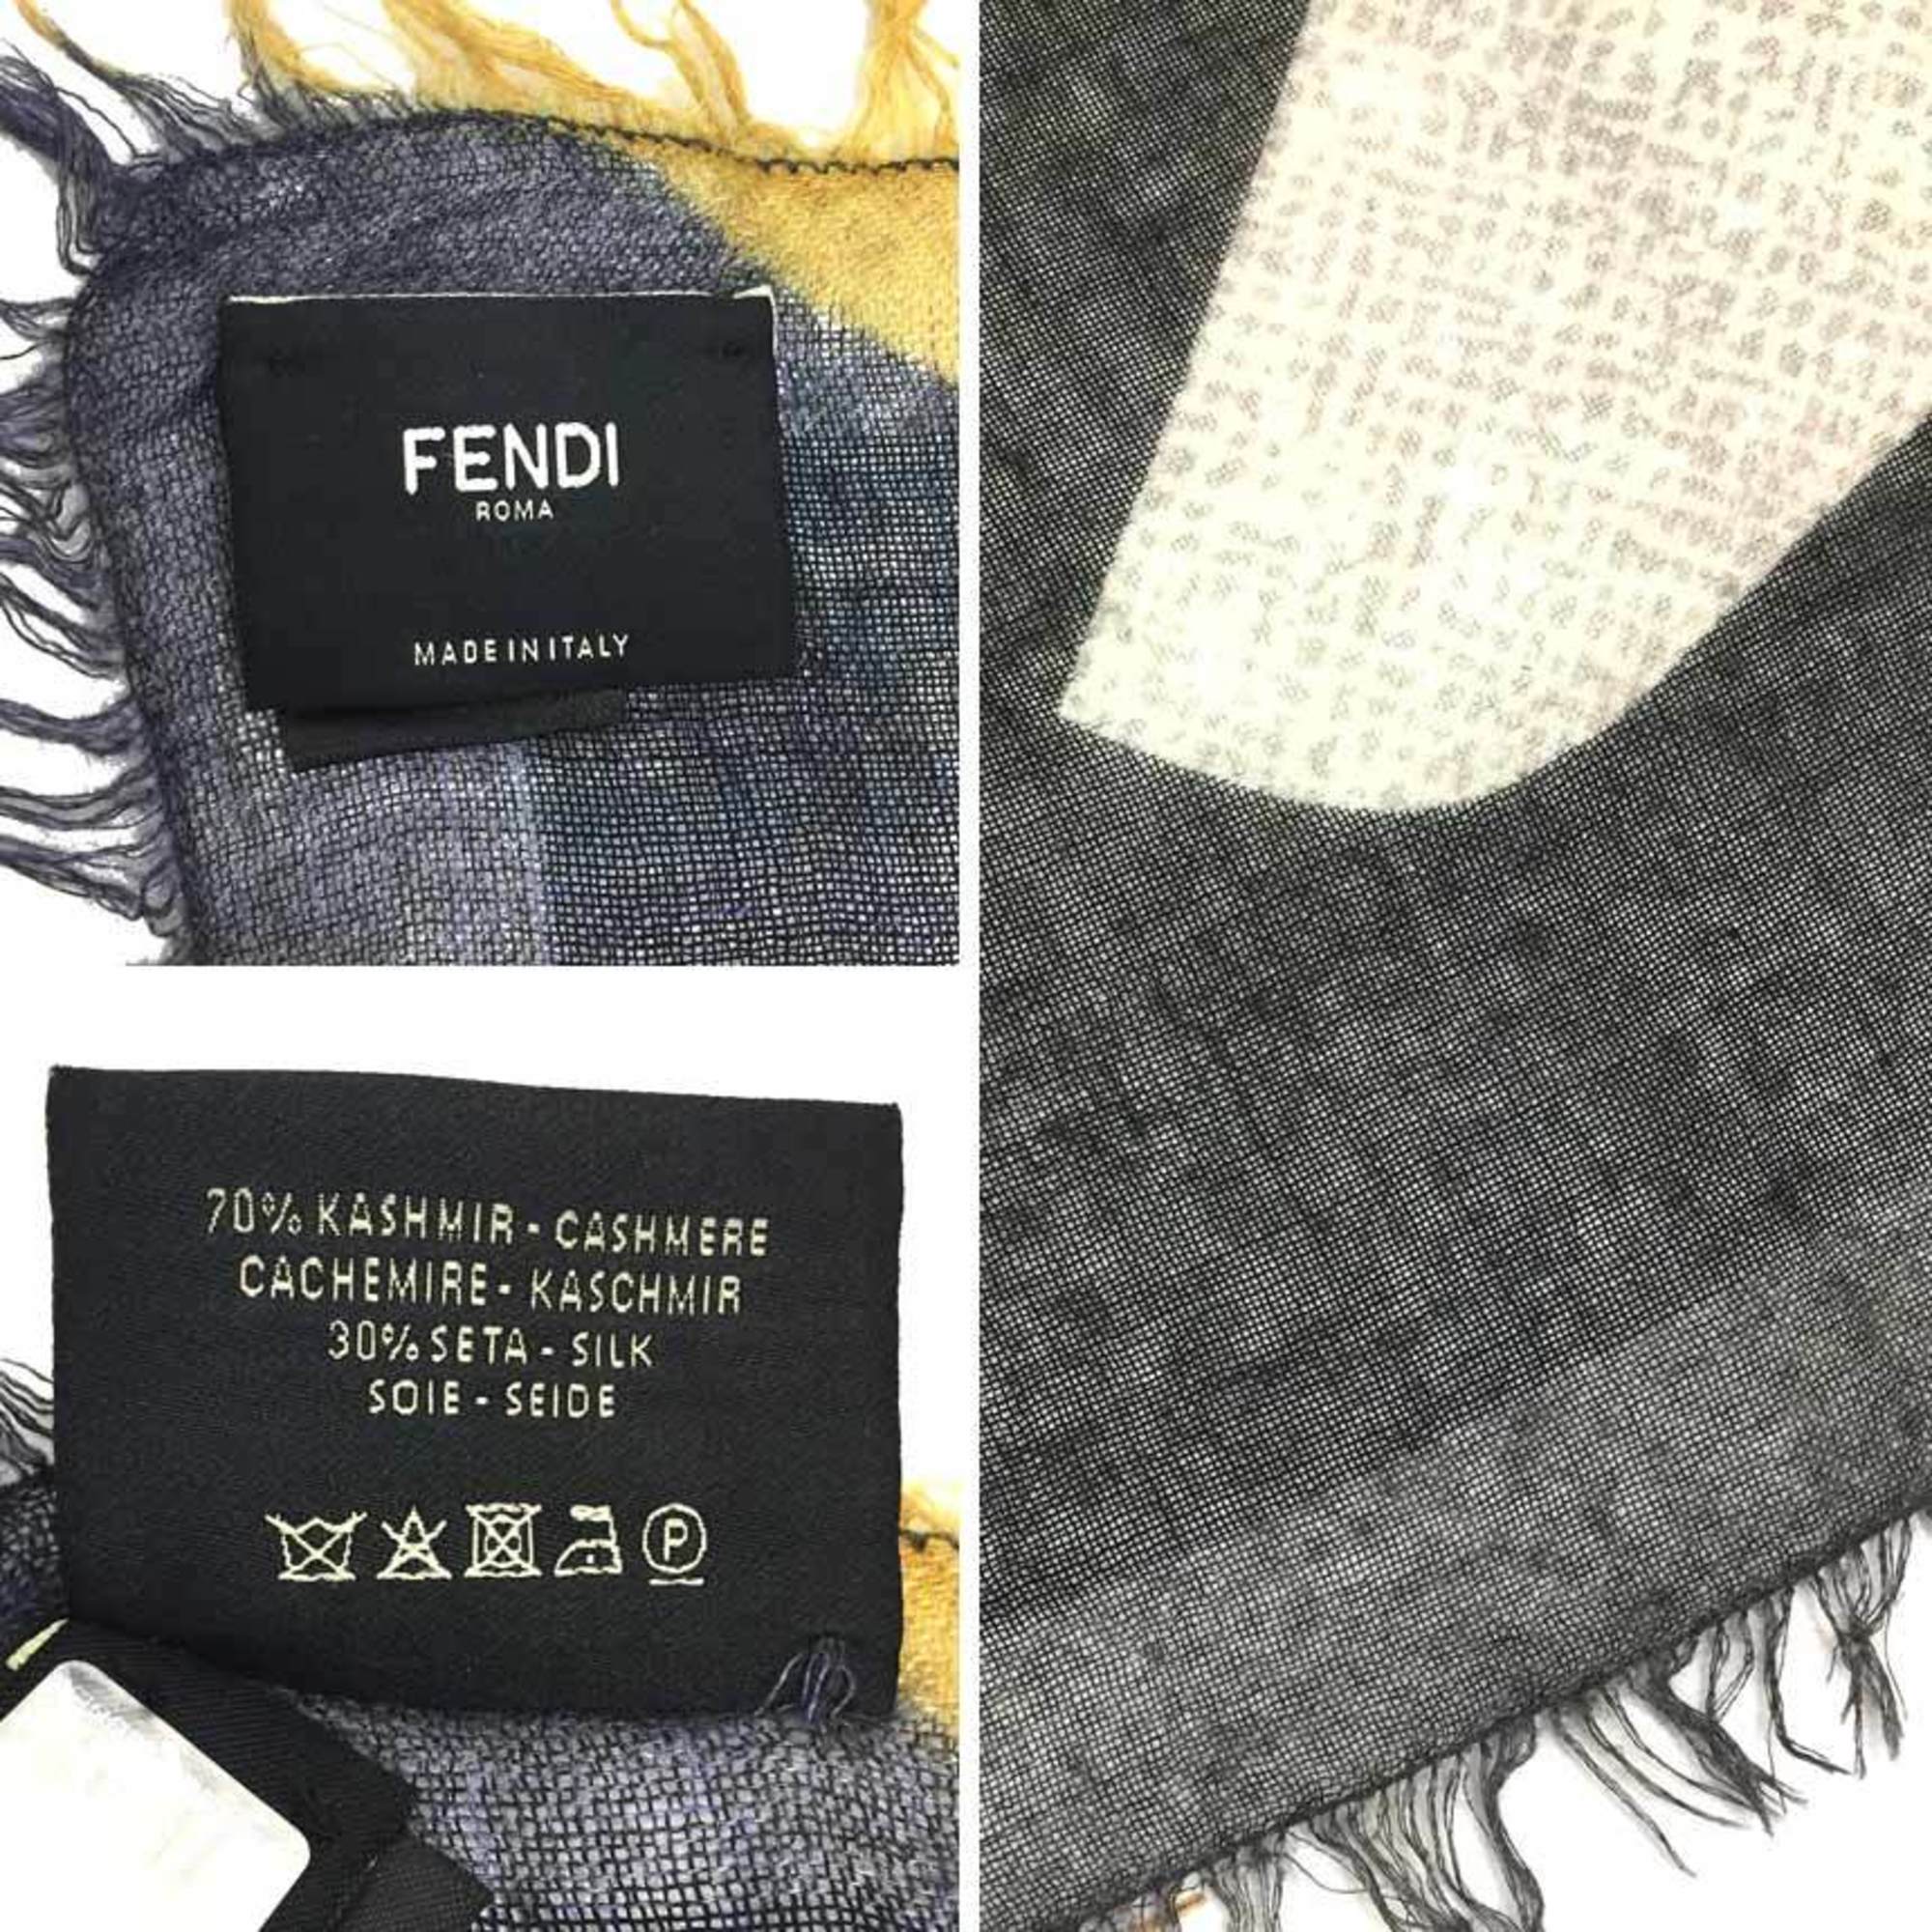 FENDI
ROMA
MADE IN ITALY
70% KASHMIR - CASHMERE
CACHEMIRE - KASCHMIR
30% SETA - SILK
SOIE - SEIDE
P